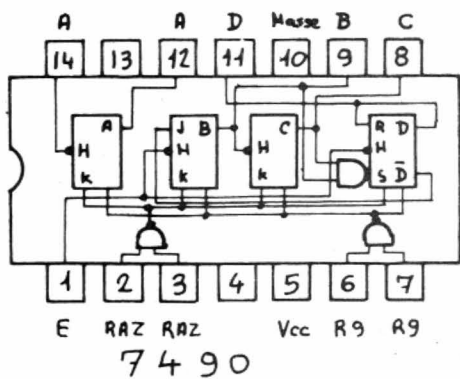 A A D Masse B C
14 13 12 11 10 9 8
A J B C R D
H H H H
K K K S D̅
1 2 3 4 5 6 7
E RAZ RAZ Vcc R9 R9
7490